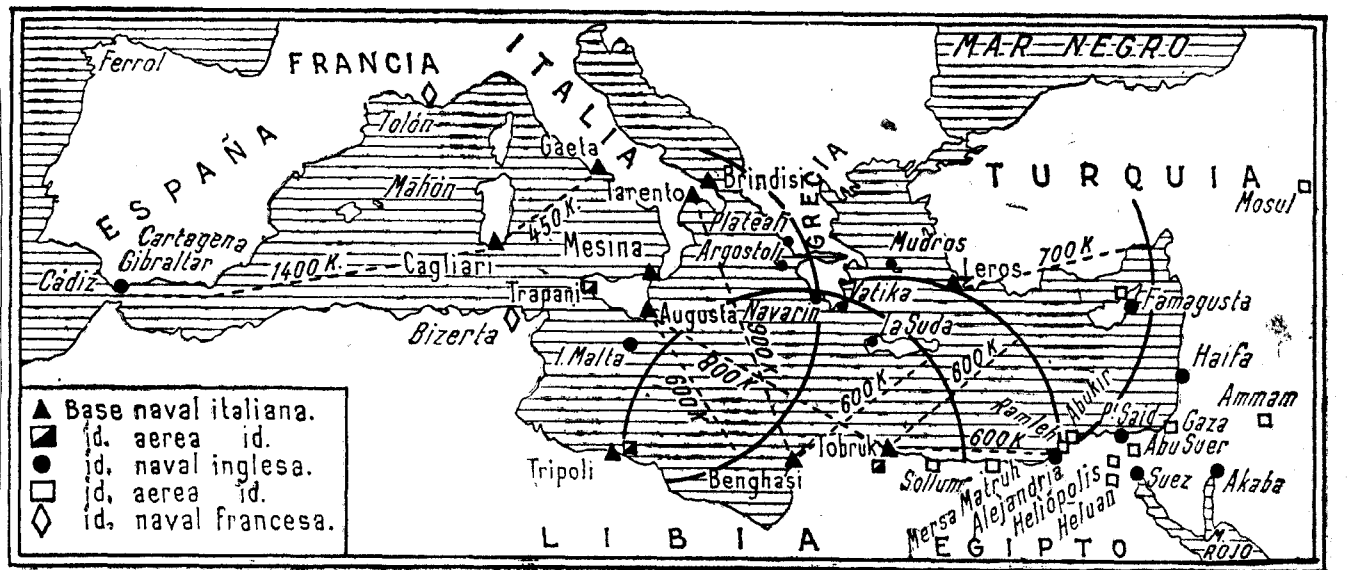 MAR NEGRO
Ferrol
FRANCIA
ITALIA
Tolón
ESPAÑA
Gaeta
GRECIA
TURQUIA
Mosul
Mahón
Tarento
Brindisi
450 K.
Plateah
Argostoli
Mudros
700 K
Cartagena
Gibraltar
Mesina
Cádiz
1400 K.
Cagliari
Leros
Trapani
Famagusta
Augusta
Navarin
Vatika
Bizerta
La Suda
I. Malta
900 K
800 K
600 K
600 K
600 K
Haifa
Ammam
Ramleh
Abukir
P. Said
Gaza
600 K
Abu Suer
Tripoli
Tobruk
Benghasi
Sollum
Mersa Matruh
Alejandria
Heliópolis
Heluan
Suez
Akaba
LIBIA
EGIPTO
M. ROJO
Base naval italiana.
id. aerea id.
id. naval inglesa.
id. aerea id.
id. naval francesa.